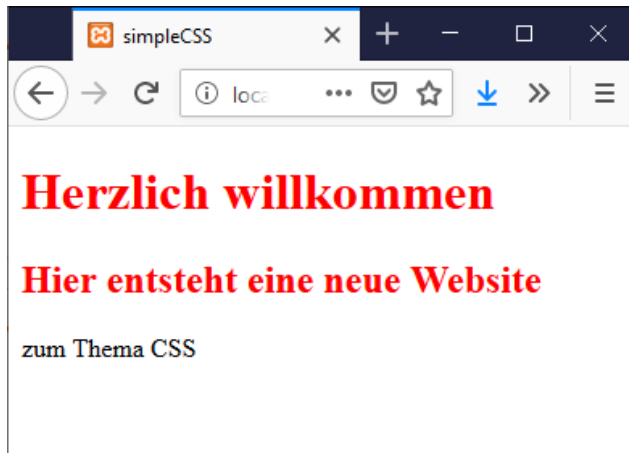 simpleCSS
loca
Herzlich willkommen
Hier entsteht eine neue Website
zum Thema CSS